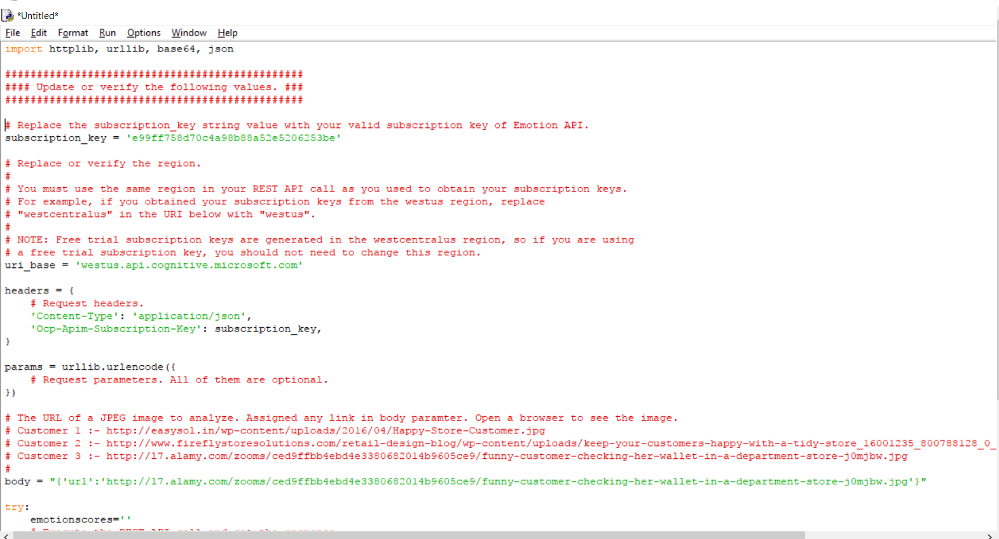 *Untitled*
File Edit Format Run Options Window Help
import httplib, urllib, base64, json
###############################################
#### Update or verify the following values. ###
###############################################
# Replace the subscription_key string value with your valid subscription key of Emotion API.
subscription_key = 'e99ff758d70c4a98b88a52e5206253be'
# Replace or verify the region.
#
# You must use the same region in your REST API call as you used to obtain your subscription keys.
# For example, if you obtained your subscription keys from the westus region, replace
# "westcentralus" in the URI below with "westus".
#
# NOTE: Free trial subscription keys are generated in the westcentralus region, so if you are using
# a free trial subscription key, you should not need to change this region.
uri_base = 'westus.api.cognitive.microsoft.com'
headers = {
    # Request headers.
    'Content-Type': 'application/json',
    'Ocp-Apim-Subscription-Key': subscription_key,
}
params = urllib.urlencode({
    # Request parameters. All of them are optional.
})
# The URL of a JPEG image to analyze. Assigned any link in body paramter. Open a browser to see the image.
# Customer 1 :- http://easysol.in/wp-content/uploads/2016/04/Happy-Store-Customer.jpg
# Customer 2 :- http://www.fireflystoresolutions.com/retail-design-blog/wp-content/uploads/keep-your-customers-happy-with-a-tidy-store_16001235_800788128_0_
# Customer 3 :- http://l7.alamy.com/zooms/ced9ffbb4ebd4e3380682014b9605ce9/funny-customer-checking-her-wallet-in-a-department-store-j0mjbw.jpg
#
body = "{'url':'http://l7.alamy.com/zooms/ced9ffbb4ebd4e3380682014b9605ce9/funny-customer-checking-her-wallet-in-a-department-store-j0mjbw.jpg'}"
try:
    emotionscores=''
    # Execute the REST API call and get the response.